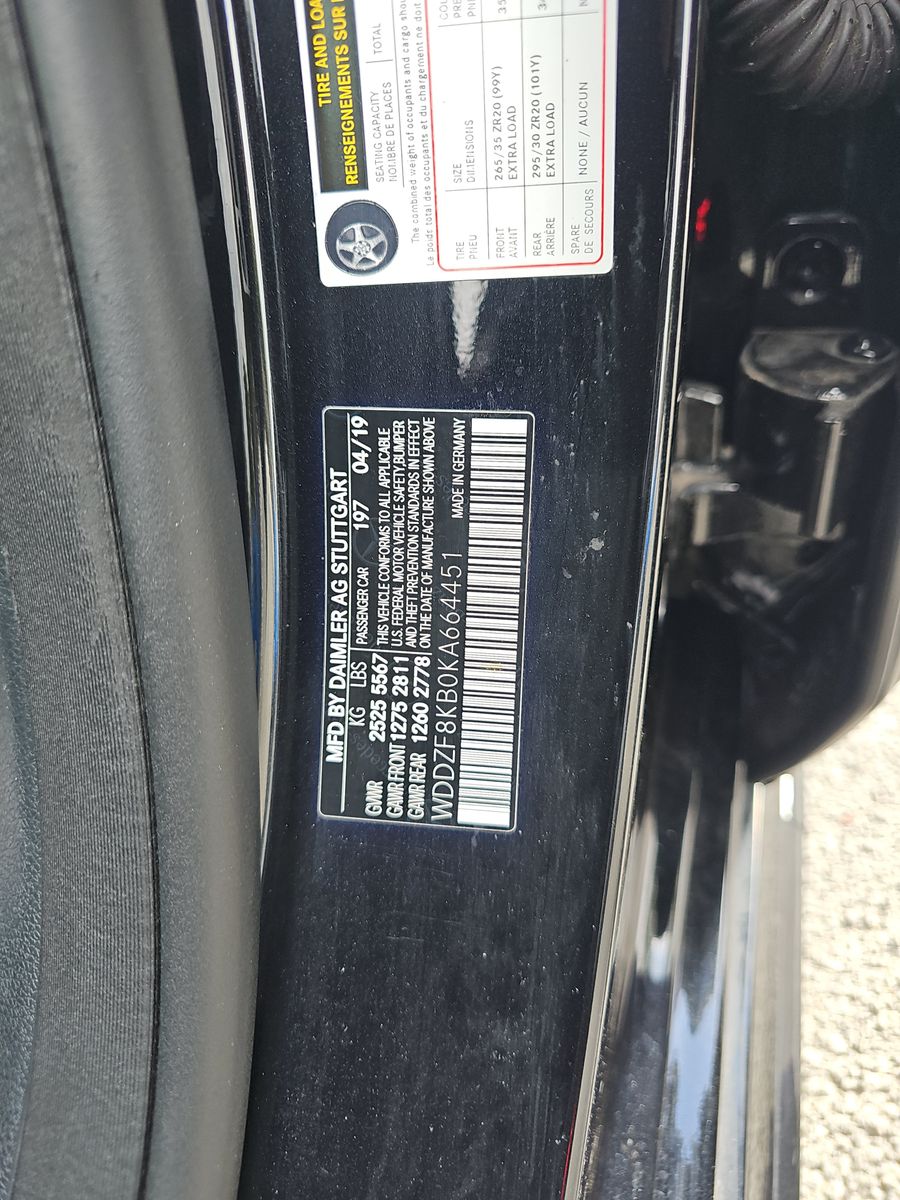 TIRE AND LOA
RENSEIGNEMENTS SUR
SEATING CAPACITY
NOMBRE DE PLACES
TOTAL
The combined weight of occupants and cargo shou
Le poids total des occupants et du chargement ne doit
TIRE
PNEU
SIZE
DIMENSIONS
FRONT
AVANT
265/35 ZR20 (99Y)
EXTRA LOAD
35
REAR
ARRIÈRE
295/30 ZR20 (101Y)
EXTRA LOAD
SPARE
DE SECOURS
NONE / AUCUN
MFD BY DAIMLER AG STUTTGART
KG LBS PASSENGER CAR 197 04/19
GVWR 2525 5567 THIS VEHICLE CONFORMS TO ALL APPLICABLE
GAWR FRONT 1275 2811 U.S. FEDERAL MOTOR VEHICLE SAFETY, BUMPER
GAWR REAR 1260 2778 AND THEFT PREVENTION STANDARDS IN EFFECT
ON THE DATE OF MANUFACTURE SHOWN ABOVE
WDDZF8KB0KA664451 MADE IN GERMANY